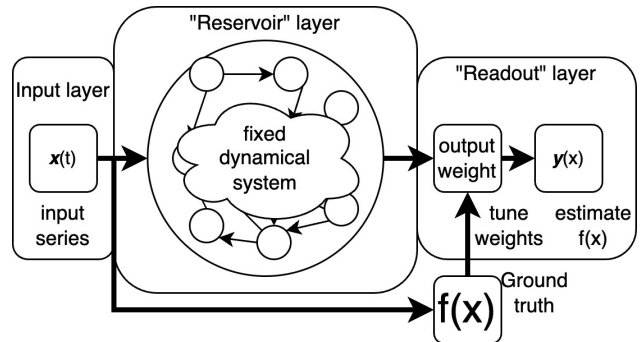 "Reservoir" layer
Input layer
x(t)
input
series
fixed
dynamical
system
"Readout" layer
output
weight
y(x)
tune
weights
estimate
f(x)
f(x)
Ground
truth